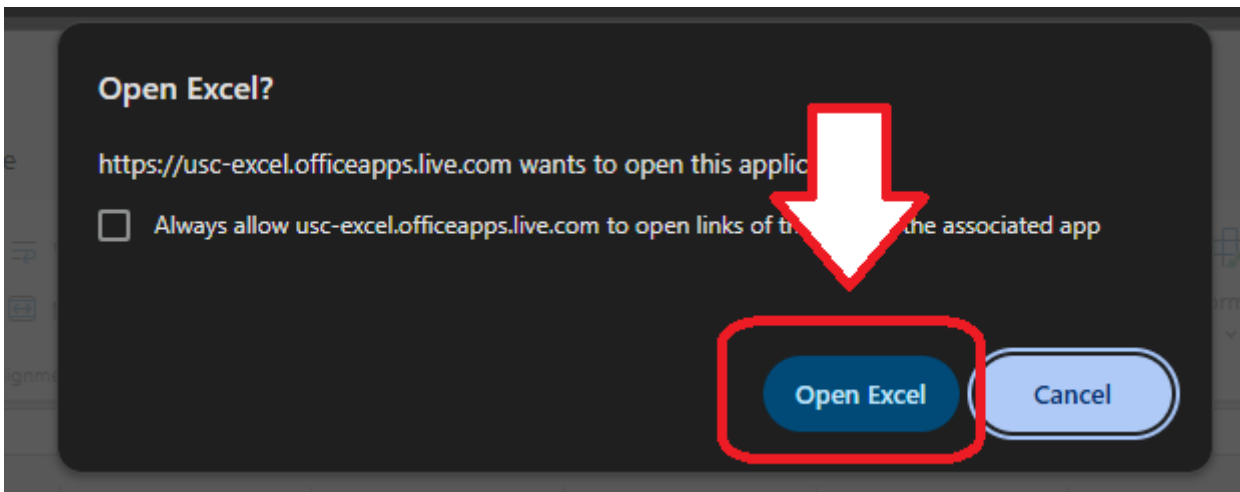 Open Excel?
https://usc-excel.officeapps.live.com wants to open this applic
Always allow usc-excel.officeapps.live.com to open links of the associated app
Open Excel
Cancel